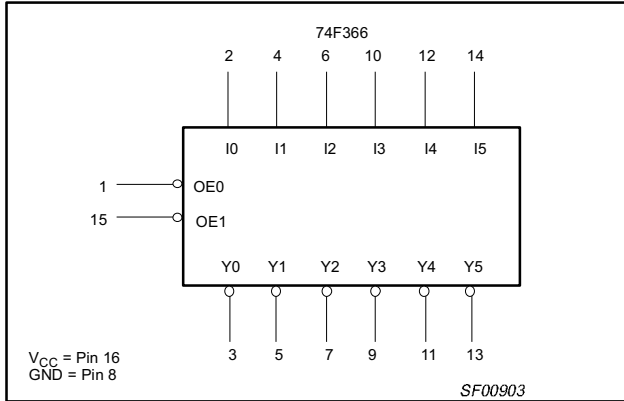 74F366
2 4 6 10 12 14
I0 I1 I2 I3 I4 I5
1 OE0
15 OE1
Y0 Y1 Y2 Y3 Y4 Y5
3 5 7 9 11 13
VCC = Pin 16
GND = Pin 8
SF00903